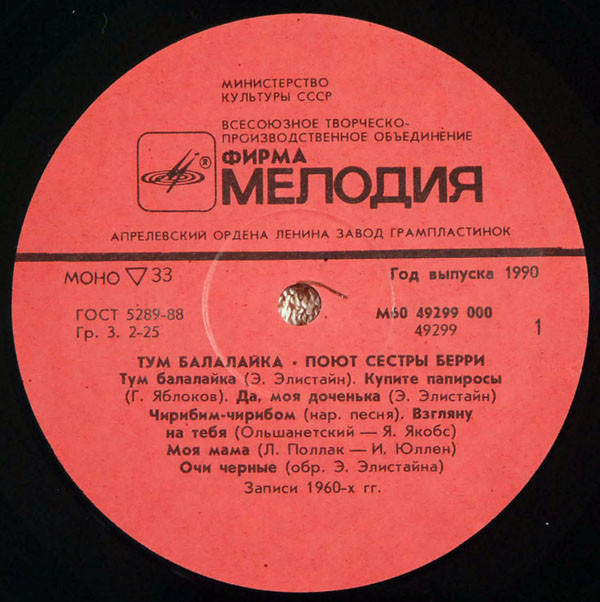 МИНИСТЕРСТВО
КУЛЬТУРЫ СССР
ВСЕСОЮЗНОЕ ТВОРЧЕСКО-
ПРОИЗВОДСТВЕННОЕ ОБЪЕДИНЕНИЕ
® ФИРМА
МЕЛОДИЯ
АПРЕЛЕВСКИЙ ОРДЕНА ЛЕНИНА ЗАВОД ГРАМПЛАСТИНОК
МОНО ▽ 33 Год выпуска 1990
ГОСТ 5289-88 М60 49299 000
Гр. 3. 2-25 49299 1
ТУМ БАЛАЛАЙКА · ПОЮТ СЕСТРЫ БЕРРИ
Тум балалайка (Э. Элистайн). Купите папиросы
(Г. Яблоков). Да, моя доченька (Э. Элистайн)
Чирибим-чирибом (нар. песня). Взгляну
на тебя (Ольшанетский — Я. Якобс)
Моя мама (Л. Поллак — И. Юллен)
Очи черные (обр. Э. Элистайна)
Записи 1960-х гг.